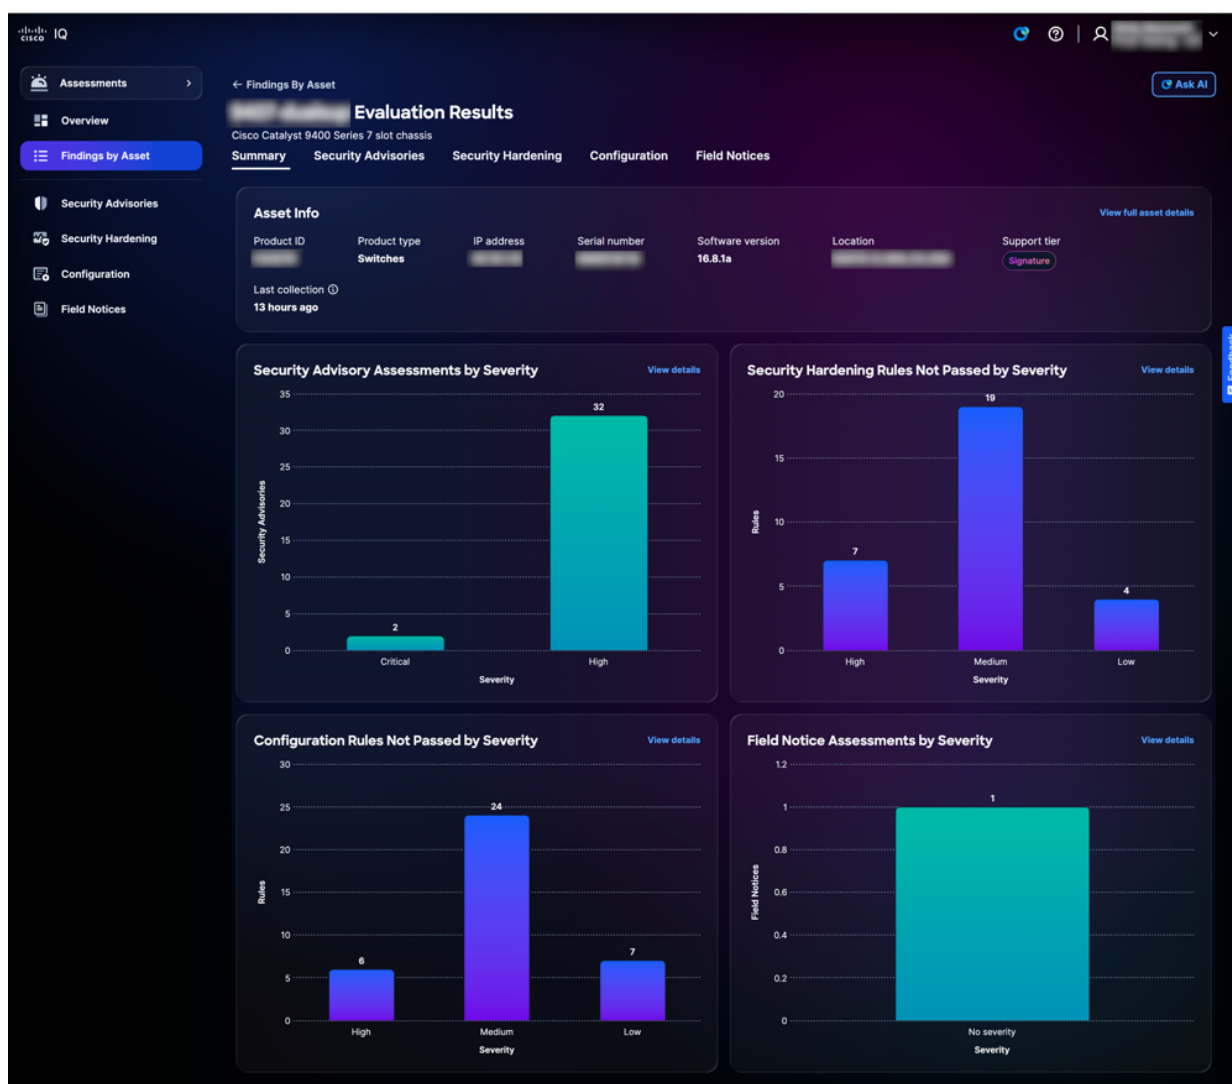 cisco IQ
Assessments
Overview
Findings by Asset
Security Advisories
Security Hardening
Configuration
Field Notices
← Findings By Asset
Ask AI
Evaluation Results
Cisco Catalyst 9400 Series 7 slot chassis
Summary Security Advisories Security Hardening Configuration Field Notices
Asset Info
View full asset details
Product ID Product type IP address Serial number Software version Location Support tier
Switches 16.8.1a Signature
Last collection
13 hours ago
Feedback
Security Advisory Assessments by Severity
View details
35
30
25
20
15
10
5
0
Security Advisories
2
32
Critical High
Severity
Security Hardening Rules Not Passed by Severity
View details
20
15
10
5
0
Rules
7
19
4
High Medium Low
Severity
Configuration Rules Not Passed by Severity
View details
30
25
20
15
10
5
0
Rules
6
24
7
High Medium Low
Severity
Field Notice Assessments by Severity
View details
1.2
1
0.8
0.6
0.4
0.2
0
Field Notices
1
No severity
Severity